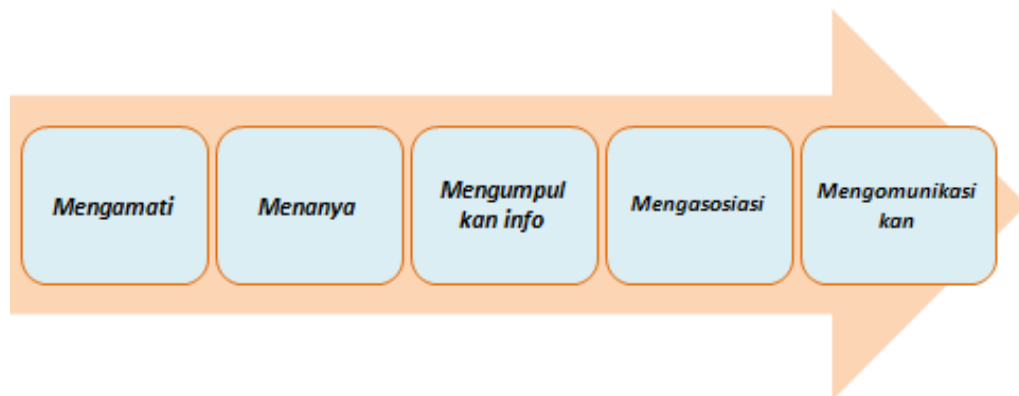 Mengamati
Menanya
Mengumpul
kan info
Mengasosiasi
Mengomunikasi
kan